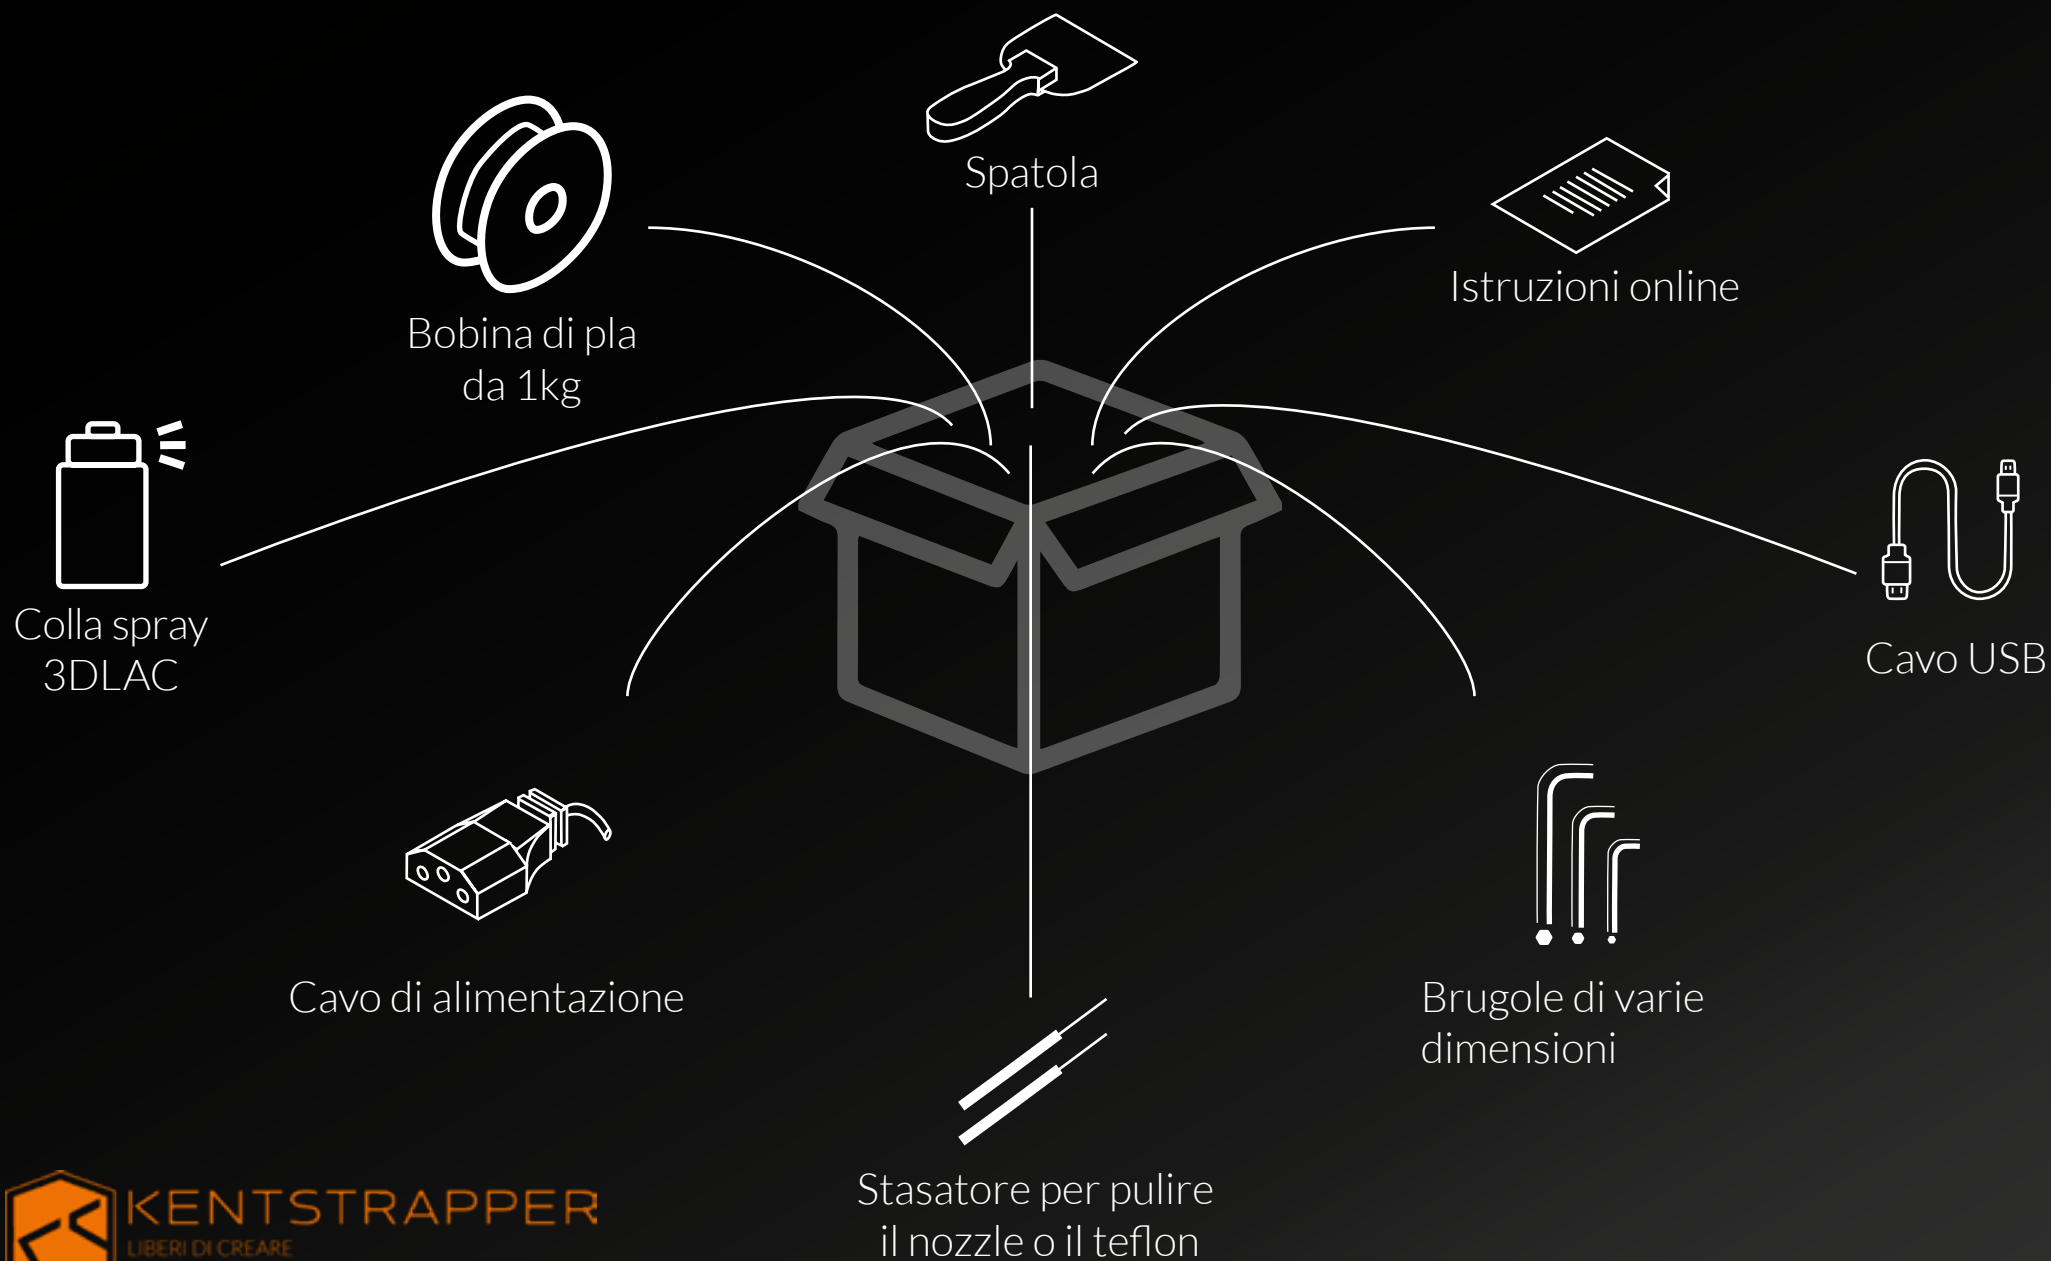 Spatola
Bobina di pla
da 1kg
Istruzioni online
Colla spray
3DLAC
Cavo USB
Cavo di alimentazione
Brugole di varie
dimensioni
Stasatore per pulire
il nozzle o il teflon
KENTSTRAPPER
LIBERI DI CREARE